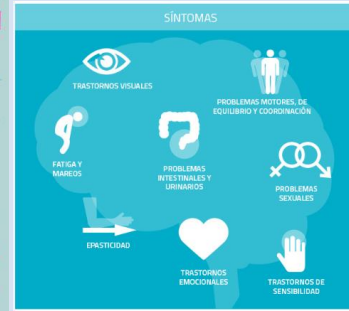 SÍNTOMAS
TRASTORNOS VISUALES
PROBLEMAS MOTORES, DE
EQUILIBRIO Y COORDINACIÓN
FATIGA Y
MAREOS
PROBLEMAS
INTESTINALES Y
URINARIOS
PROBLEMAS
SEXUALES
EPASTICIDAD
TRASTORNOS
EMOCIONALES
TRASTORNOS DE
SENSIBILIDAD